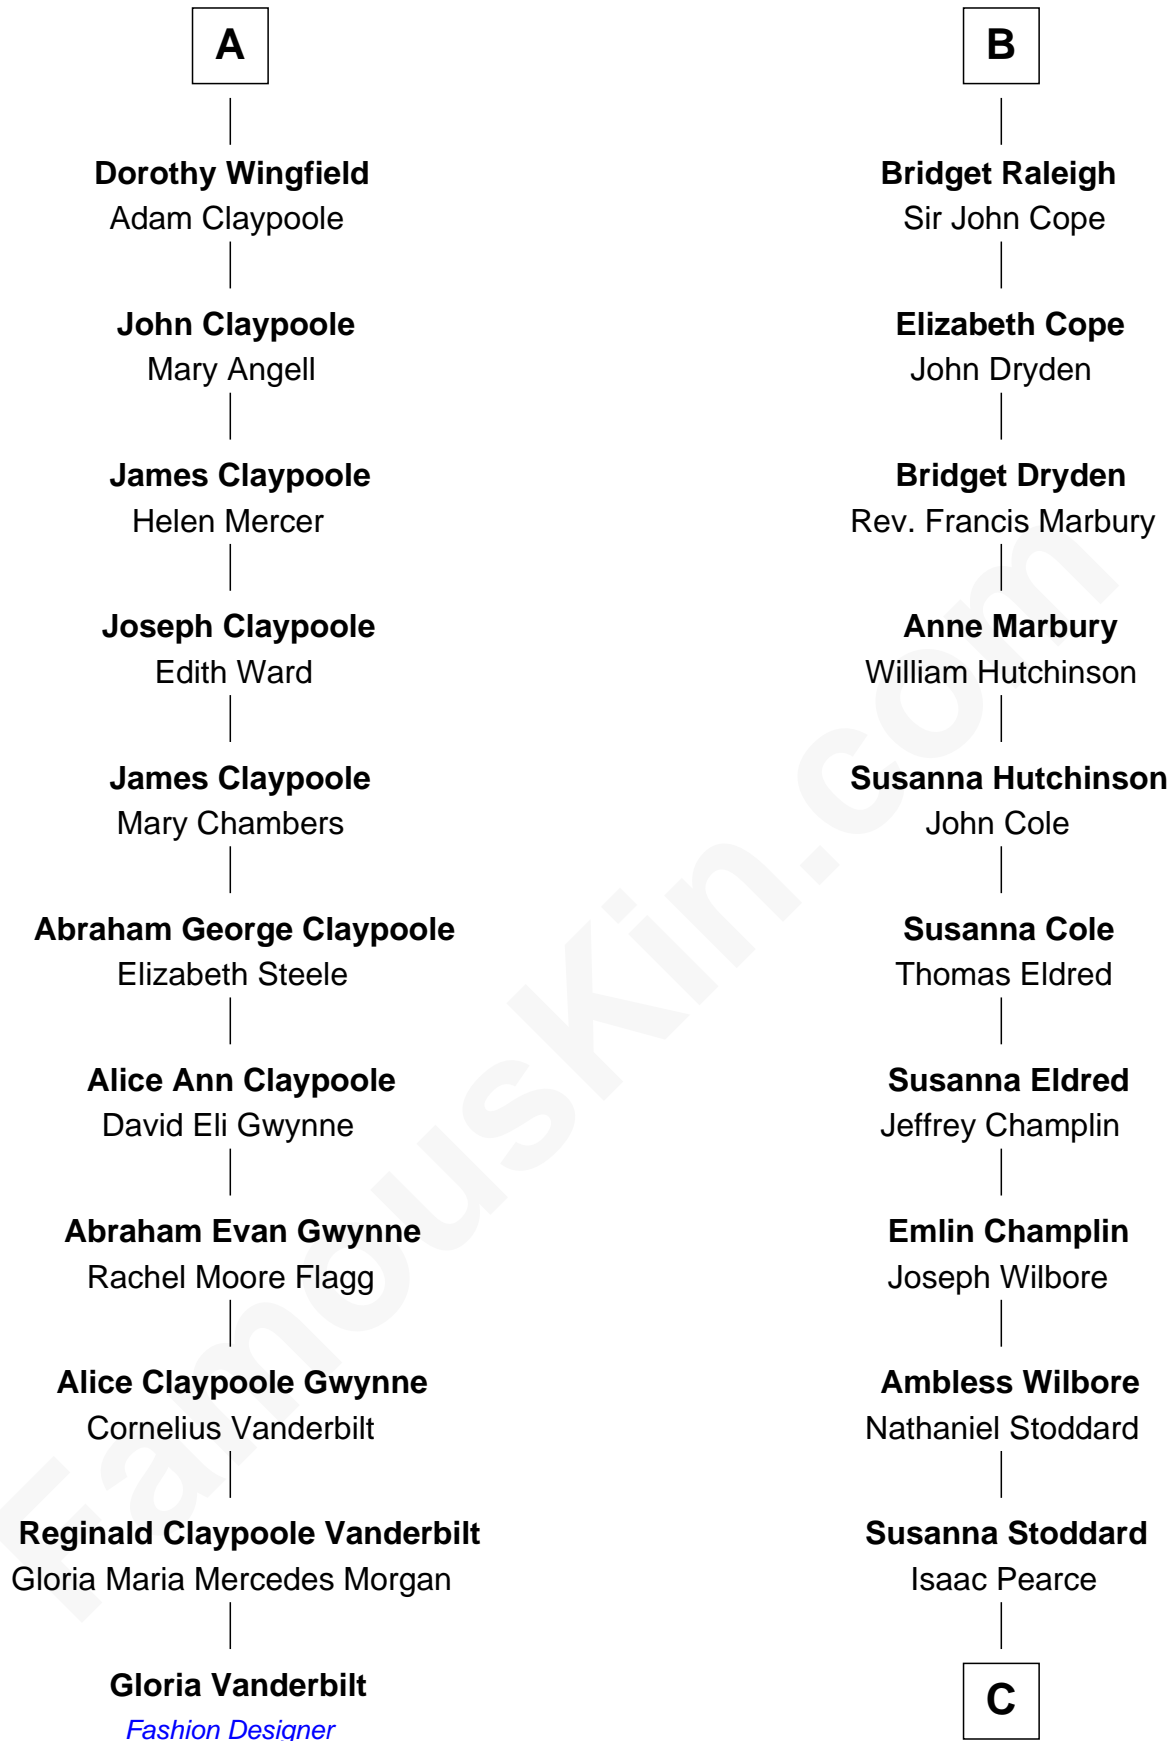 A
Dorothy Wingfield
Adam Claypoole
John Claypoole
Mary Angell
James Claypoole
Helen Mercer
Joseph Claypoole
Edith Ward
James Claypoole
Mary Chambers
Abraham George Claypoole
Elizabeth Steele
Alice Ann Claypoole
David Eli Gwynne
Abraham Evan Gwynne
Rachel Moore Flagg
Alice Claypoole Gwynne
Cornelius Vanderbilt
Reginald Claypoole Vanderbilt
Gloria Maria Mercedes Morgan
Gloria Vanderbilt
Fashion Designer
B
Bridget Raleigh
Sir John Cope
Elizabeth Cope
John Dryden
Bridget Dryden
Rev. Francis Marbury
Anne Marbury
William Hutchinson
Susanna Hutchinson
John Cole
Susanna Cole
Thomas Eldred
Susanna Eldred
Jeffrey Champlin
Emlin Champlin
Joseph Wilbore
Ambless Wilbore
Nathaniel Stoddard
Susanna Stoddard
Isaac Pearce
C
FamousKin.com